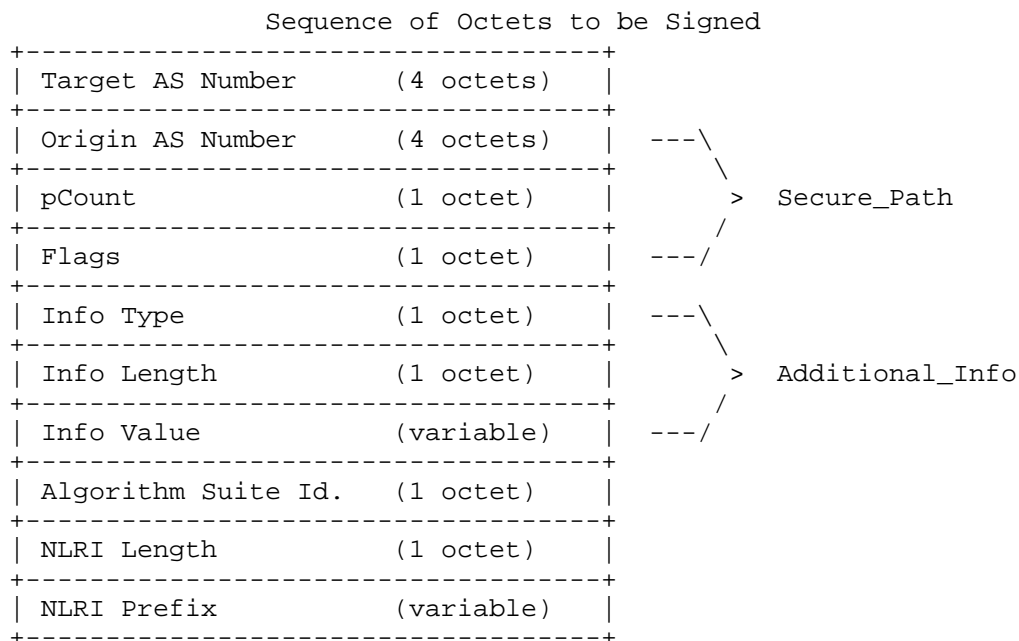 Sequence of Octets to be Signed
+-----------------------------------+
| Target AS Number      (4 octets)  |
+-----------------------------------+
| Origin AS Number      (4 octets)  |  ---\
+-----------------------------------+      \
| pCount                (1 octet)   |       >  Secure_Path
+-----------------------------------+      /
| Flags                 (1 octet)   |  ---/
+-----------------------------------+
| Info Type             (1 octet)   |  ---\
+-----------------------------------+      \
| Info Length           (1 octet)   |       >  Additional_Info
+-----------------------------------+      /
| Info Value            (variable)  |  ---/
+-----------------------------------+
| Algorithm Suite Id.   (1 octet)   |
+-----------------------------------+
| NLRI Length           (1 octet)   |
+-----------------------------------+
| NLRI Prefix           (variable)  |
+-----------------------------------+